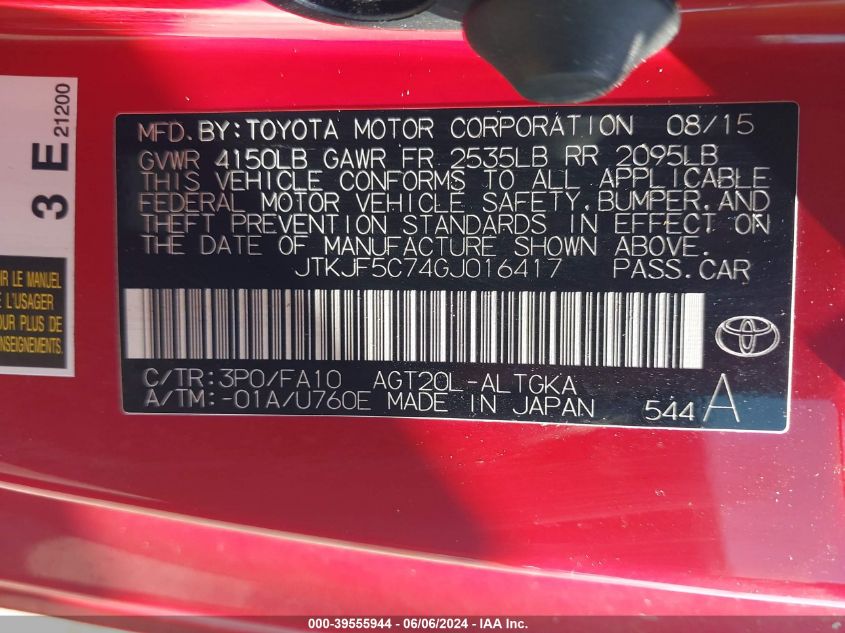 3 E
21200
R LE MANUEL
L'USAGER
UR PLUS DE
NSEIGNEMENTS.
MFD. BY: TOYOTA MOTOR CORPORATION 08/15
GVWR 4150LB GAWR FR 2535LB RR 2095LB
THIS VEHICLE CONFORMS TO ALL APPLICABLE
FEDERAL MOTOR VEHICLE SAFETY, BUMPER, AND
THEFT PREVENTION STANDARDS IN EFFECT ON
THE DATE OF MANUFACTURE SHOWN ABOVE.
JTKJF5C74GJ016417 PASS. CAR
C/TR: 3P0/FA10 AGT20L-ALTGKA
A/TM: -01A/U760E MADE IN JAPAN 544 A
000-39555944 - 06/06/2024 - IAA Inc.